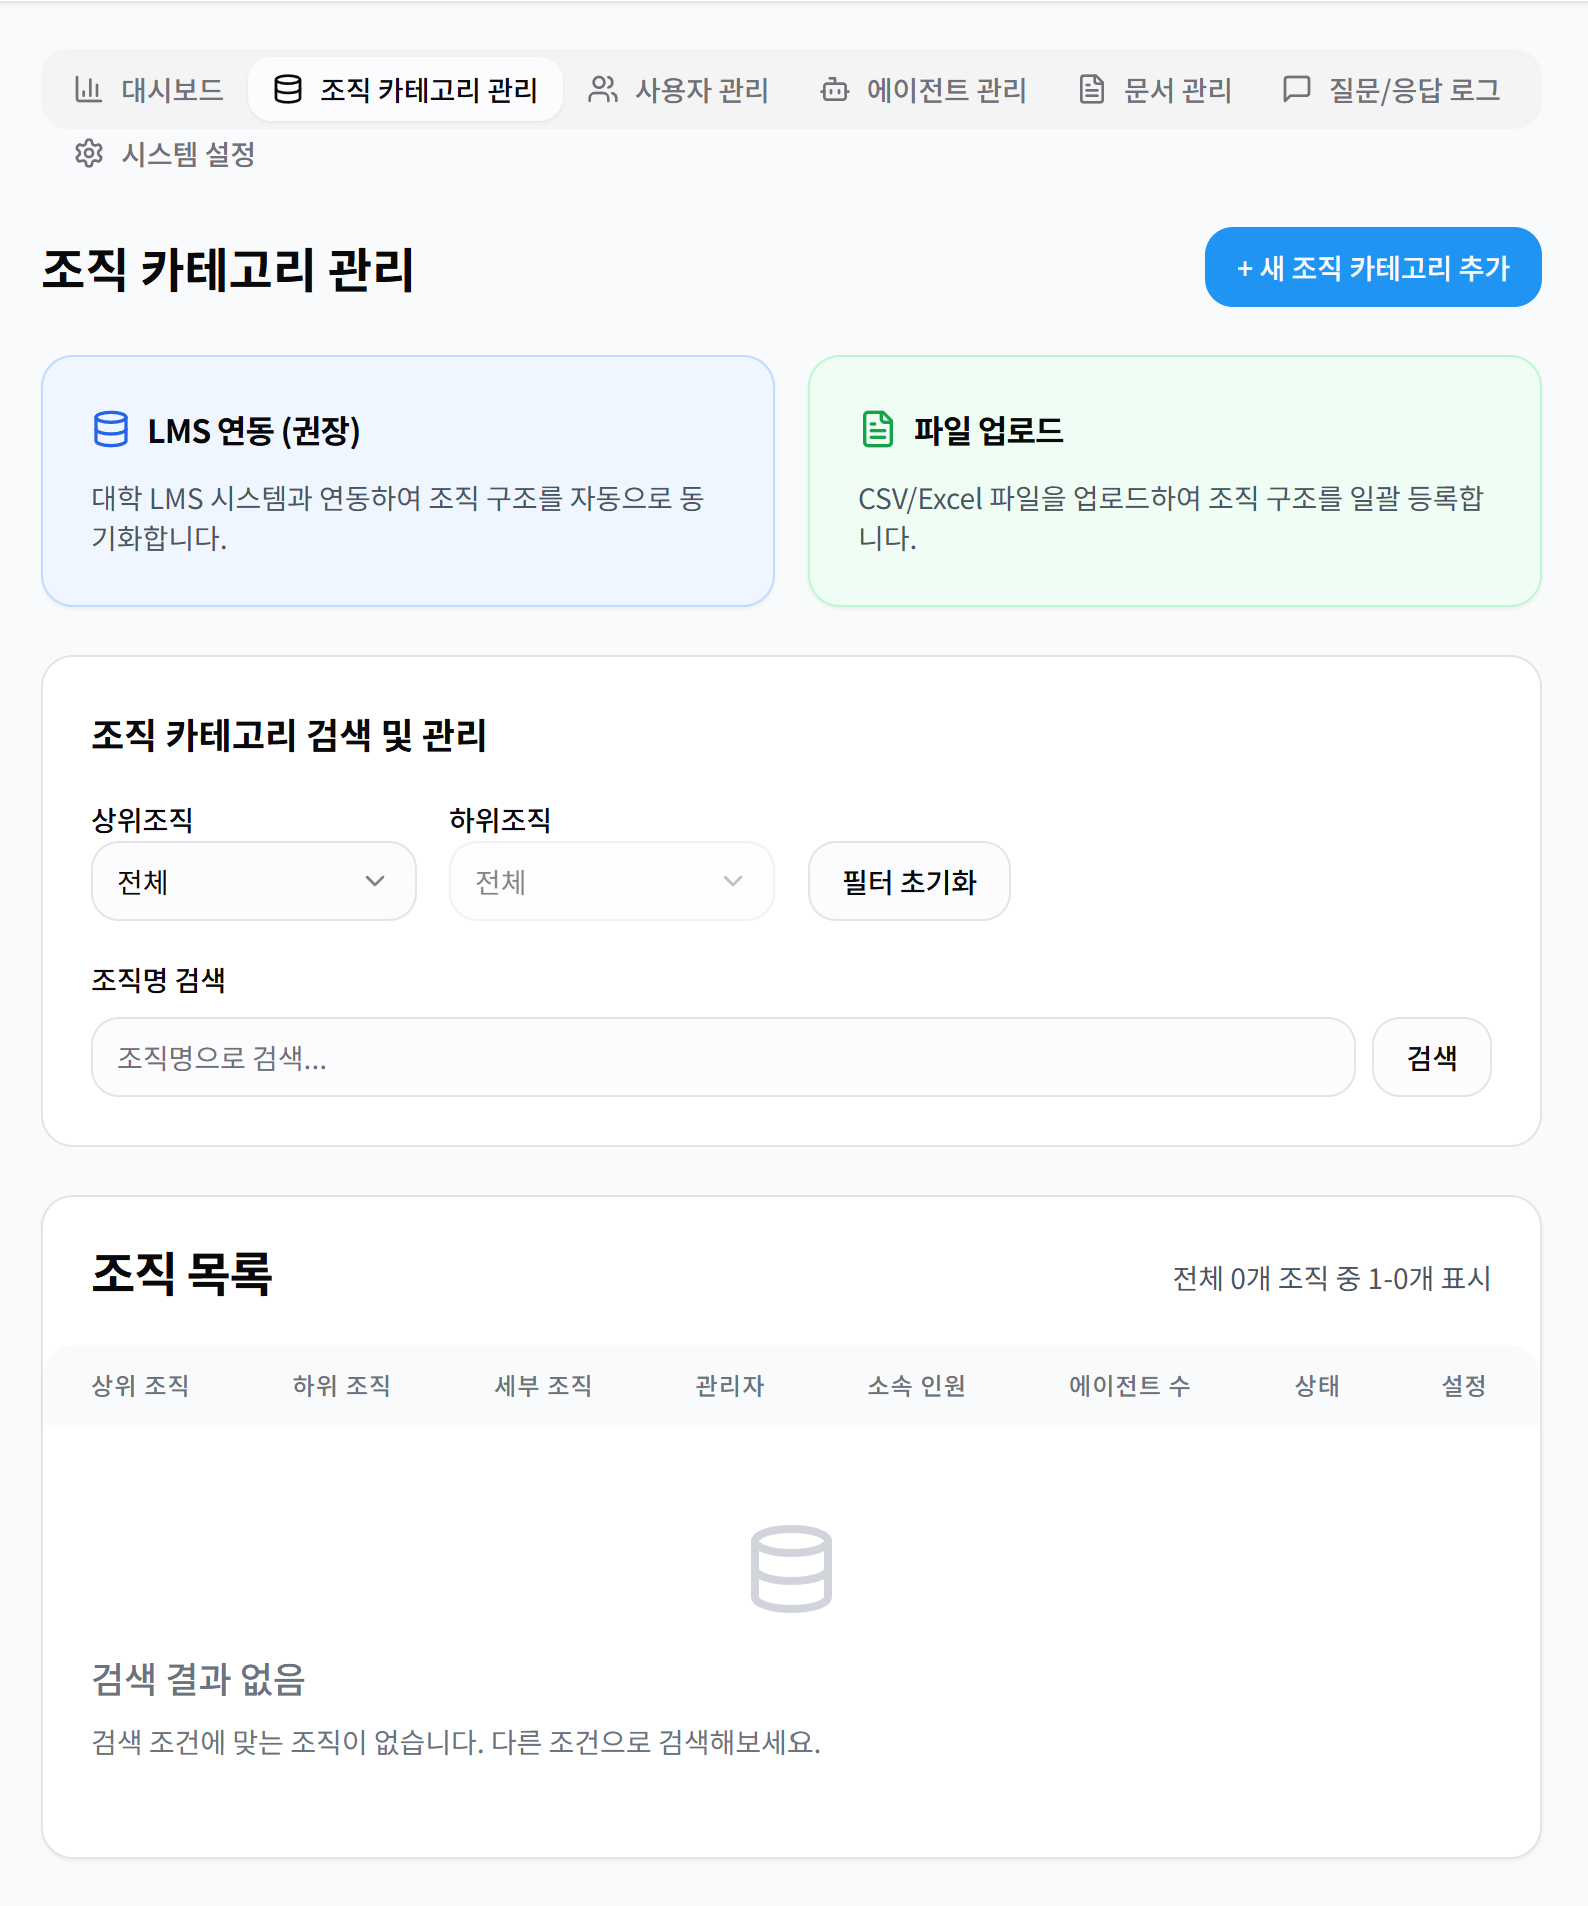 대시보드 조직 카테고리 관리 사용자 관리 에이전트 관리 문서 관리 질문/응답 로그
시스템 설정
조직 카테고리 관리
+ 새 조직 카테고리 추가
LMS 연동 (권장)
대학 LMS 시스템과 연동하여 조직 구조를 자동으로 동
기화합니다.
파일 업로드
CSV/Excel 파일을 업로드하여 조직 구조를 일괄 등록합
니다.
조직 카테고리 검색 및 관리
상위조직 하위조직
전체 전체 필터 초기화
조직명 검색
조직명으로 검색... 검색
조직 목록
전체 0개 조직 중 1-0개 표시
상위 조직 하위 조직 세부 조직 관리자 소속 인원 에이전트 수 상태 설정
검색 결과 없음
검색 조건에 맞는 조직이 없습니다. 다른 조건으로 검색해보세요.